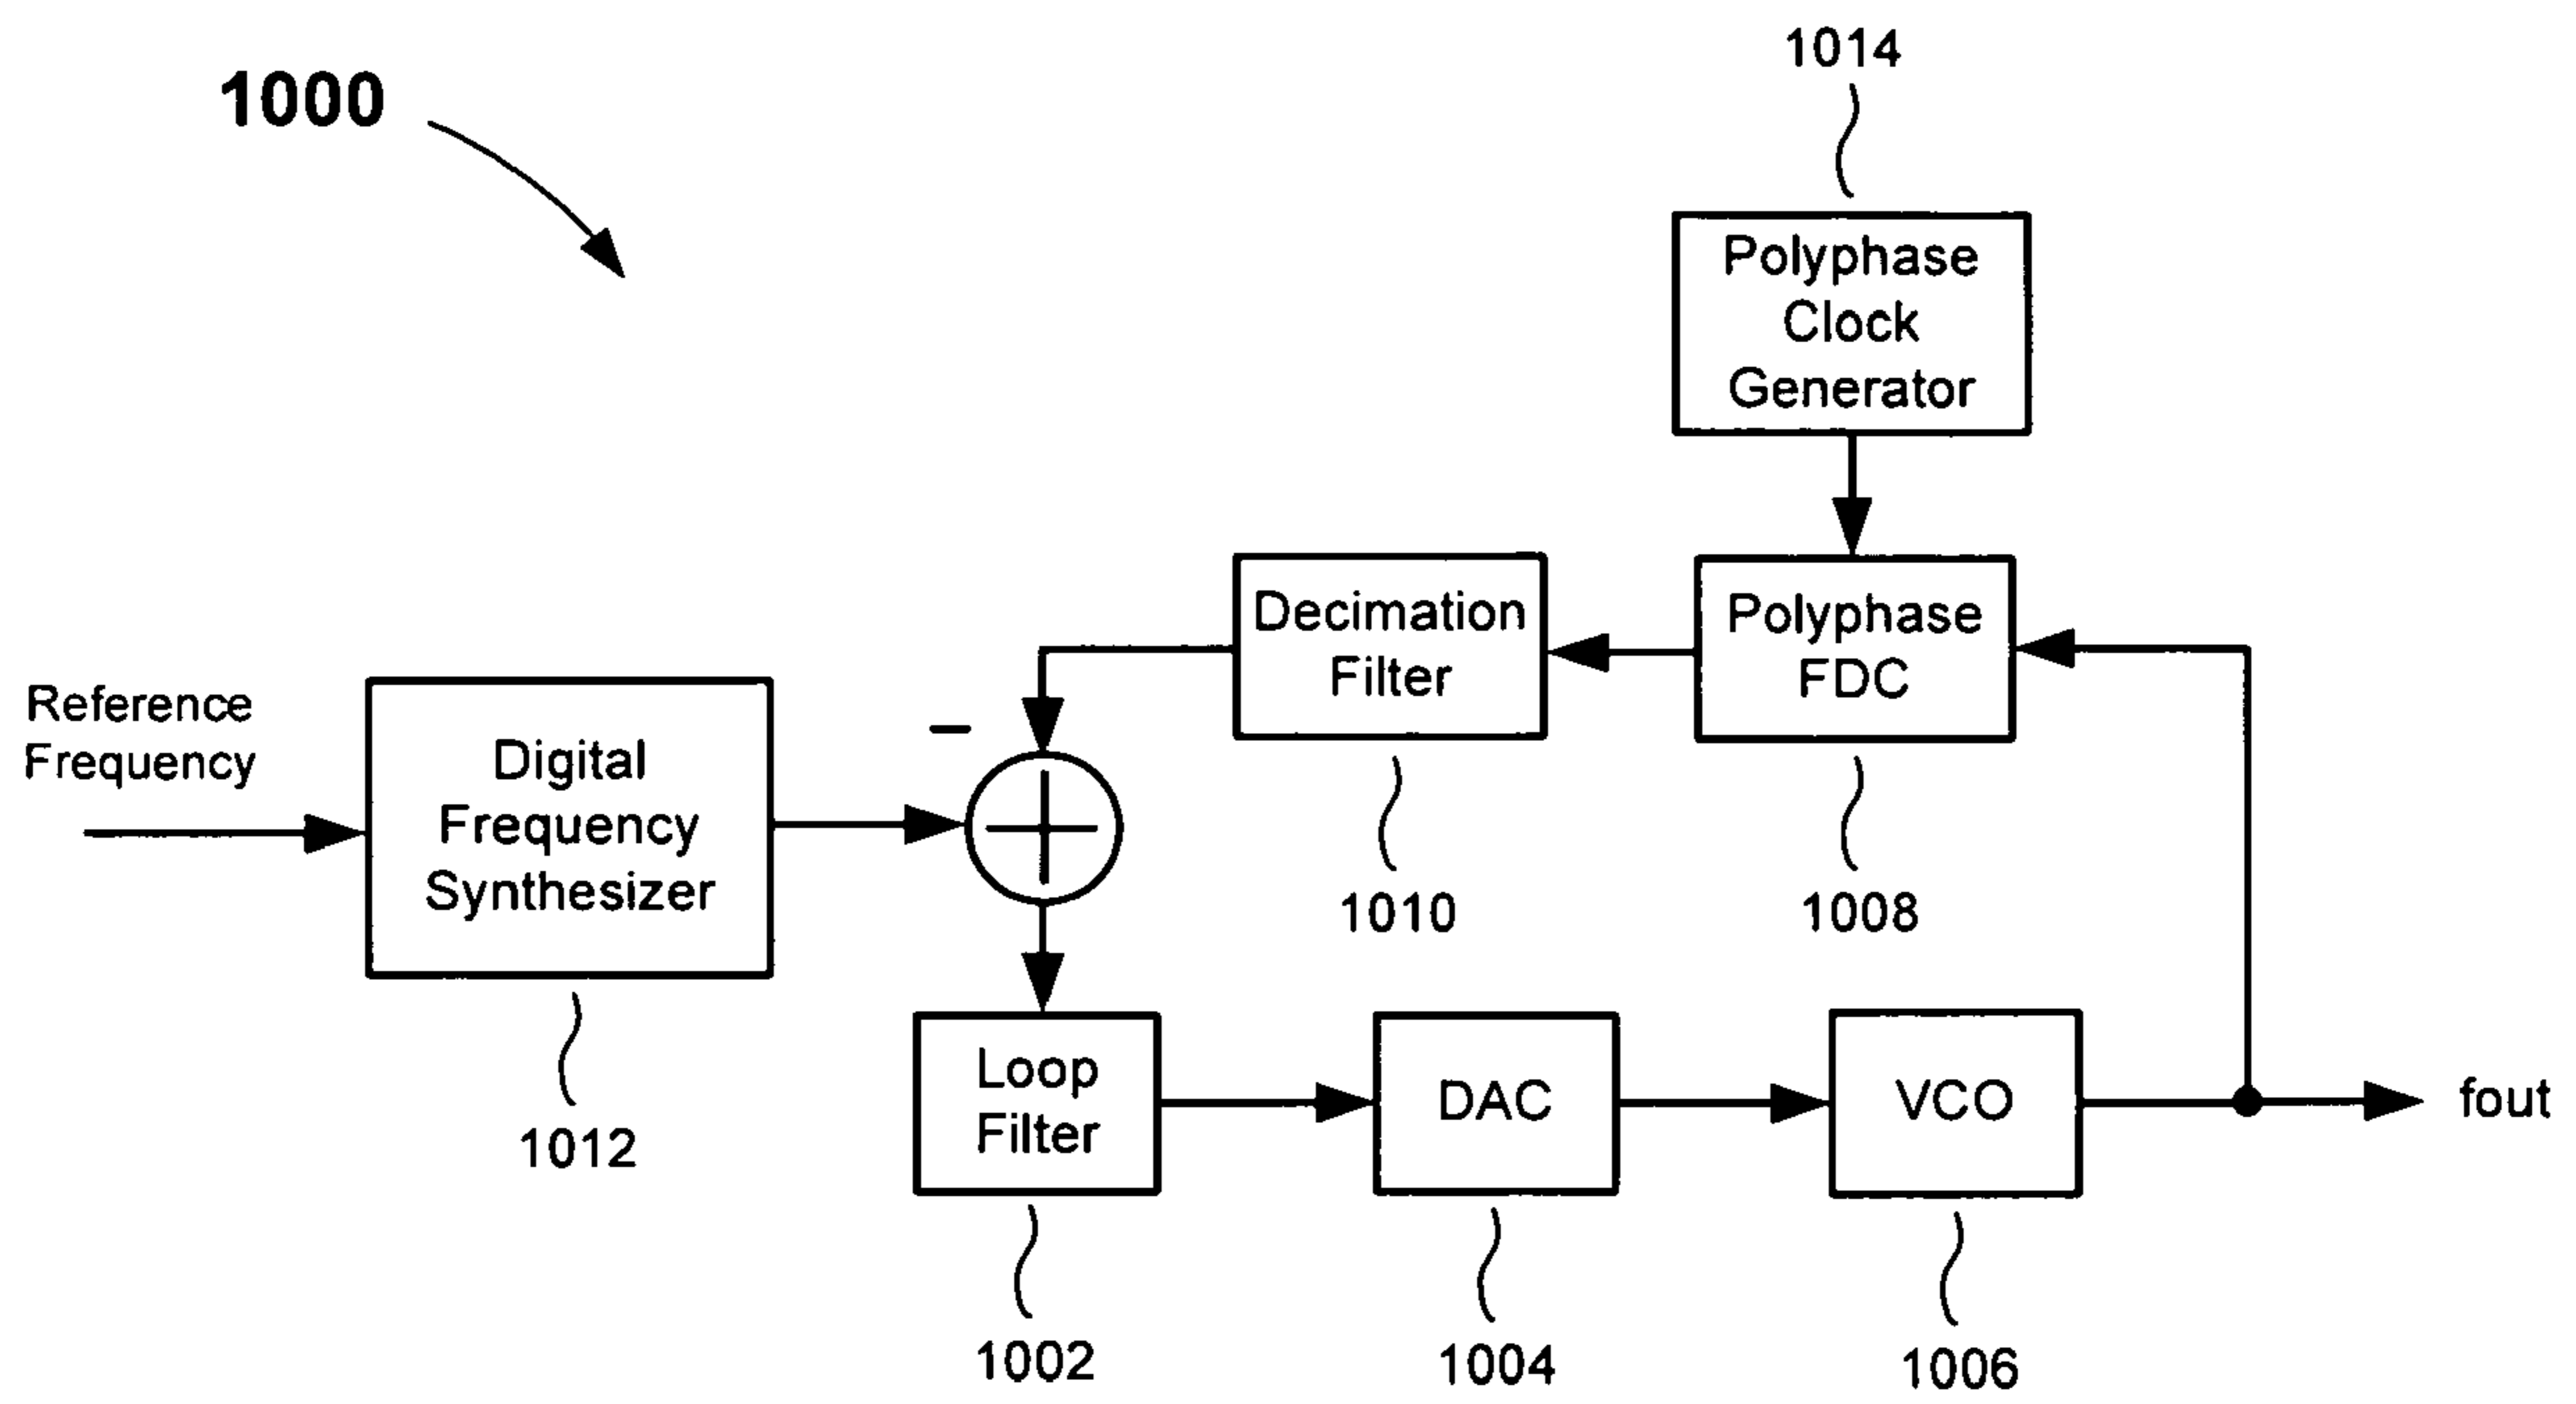 1014
1000
Polyphase
Clock
Generator
Decimation
Filter
Polyphase
FDC
Reference
Frequency
−
Digital
Frequency
Synthesizer
1010
1008
Loop
Filter
DAC
VCO
fout
1012
1002
1004
1006